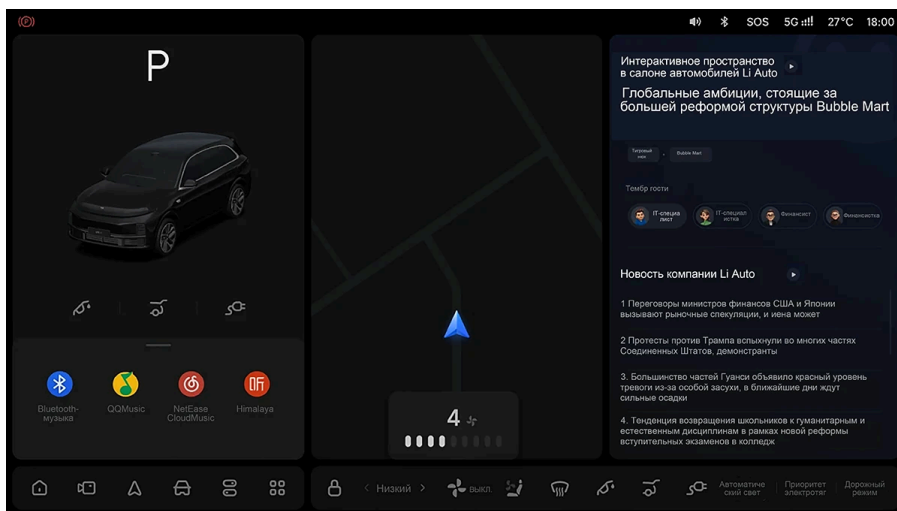 (P)
SOS
5G
27°C
18:00
P
Интерактивное пространство
в салоне автомобилей Li Auto
Глобальные амбиции, стоящие за
большей реформой структуры Bubble Mart
Bubble Mart
Тембр гости
IT-специа
лист
IT-специал
истка
Финансист
Финансистка
Новость компании Li Auto
1 Переговоры министров финансов США и Японии
вызывают рыночные спекуляции, и иена может
2 Протесты против Трампа вспыхнули во многих частях
Соединенных Штатов, демонстранты
3. Большинство частей Гуанси объявило красный уровень
тревоги из-за особой засухи, в ближайшие дни ждут
сильные осадки
4. Тенденция возвращения школьников к гуманитарным и
естественным дисциплинам в рамках новой реформы
вступительных экзаменов в колледж
Bluetooth-
музыка
QQMusic
NetEase
CloudMusic
Himalaya
4
< Низкий >
выкл.
Автоматиче
ский свет
Приоритет
электротяг
Дорожный
режим